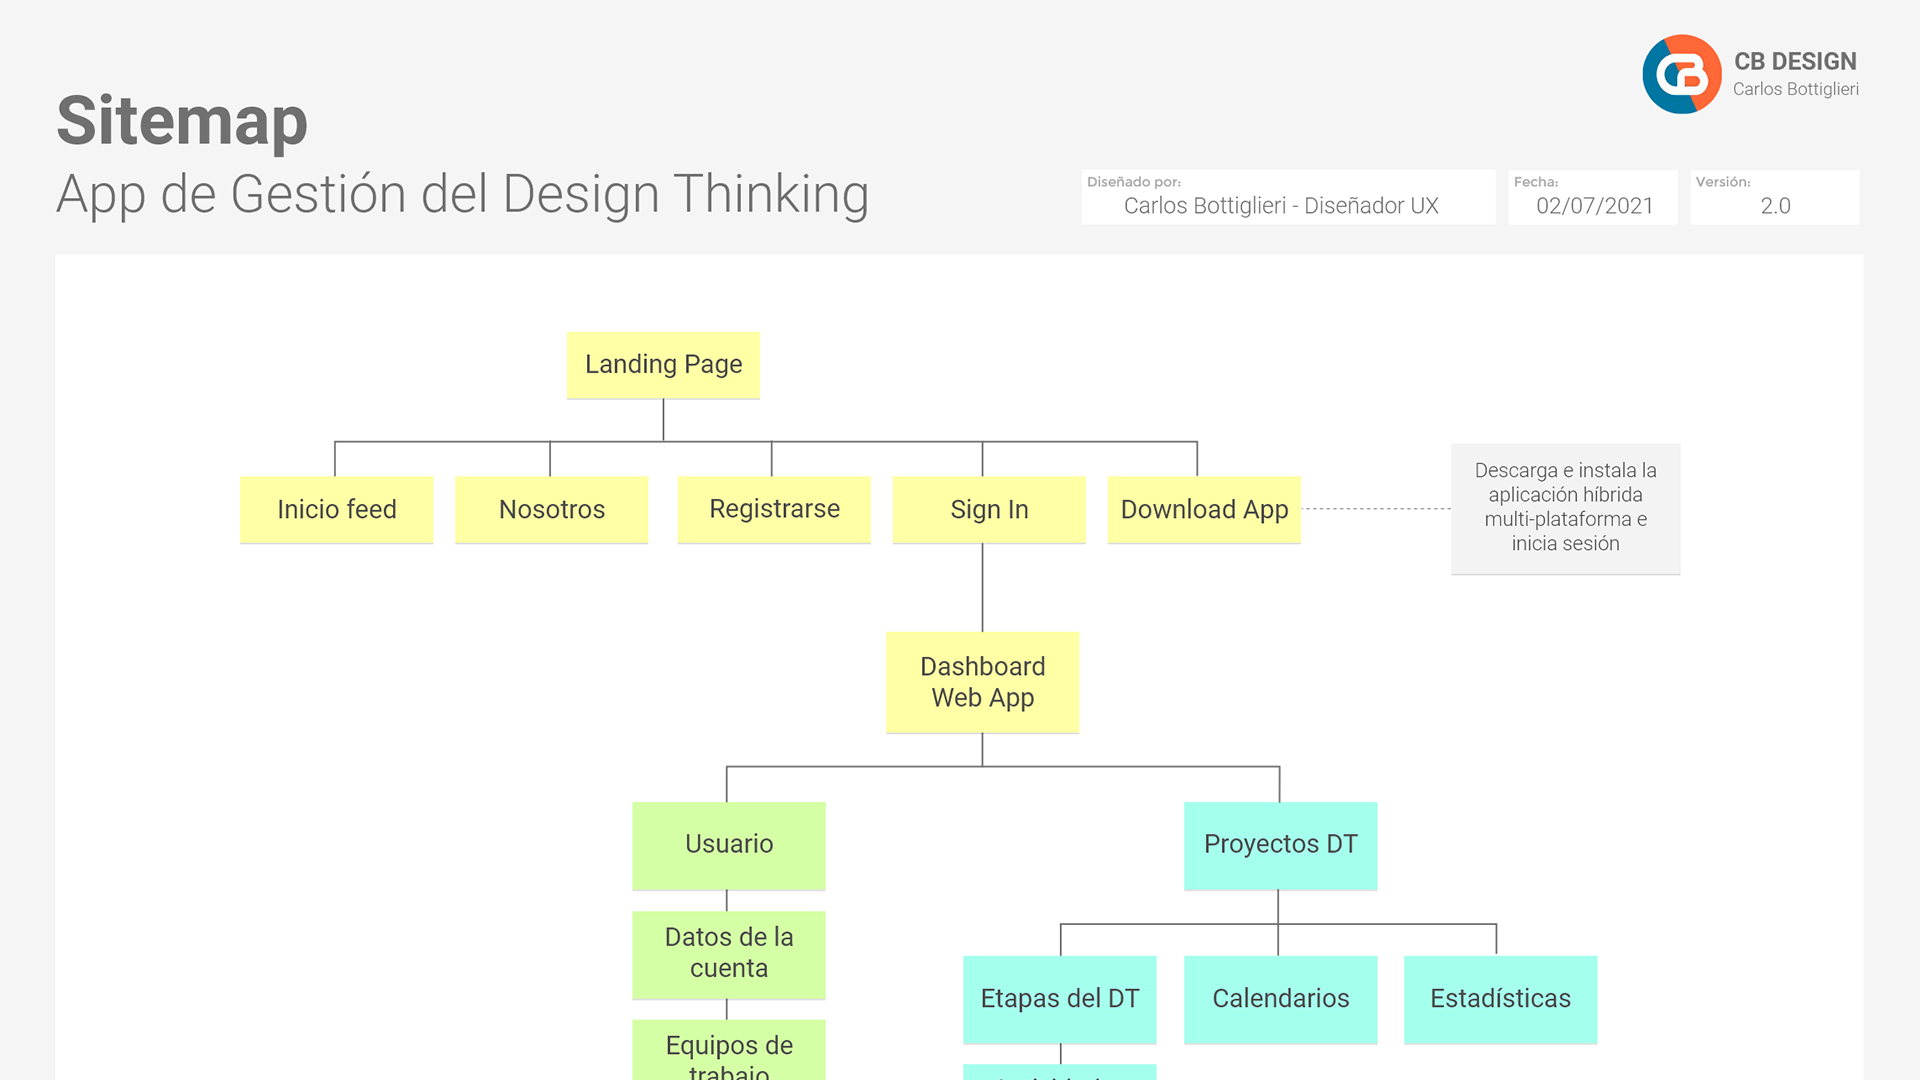 CB DESIGN
Carlos Bottiglieri
Sitemap
App de Gestión del Design Thinking
Diseñado por:
Carlos Bottiglieri - Diseñador UX
Fecha:
02/07/2021
Versión:
2.0
Landing Page
Inicio feed
Nosotros
Registrarse
Sign In
Download App
Descarga e instala la
aplicación híbrida
multi-plataforma e
inicia sesión
Dashboard
Web App
Usuario
Proyectos DT
Datos de la
cuenta
Etapas del DT
Calendarios
Estadísticas
Equipos de
trabajo